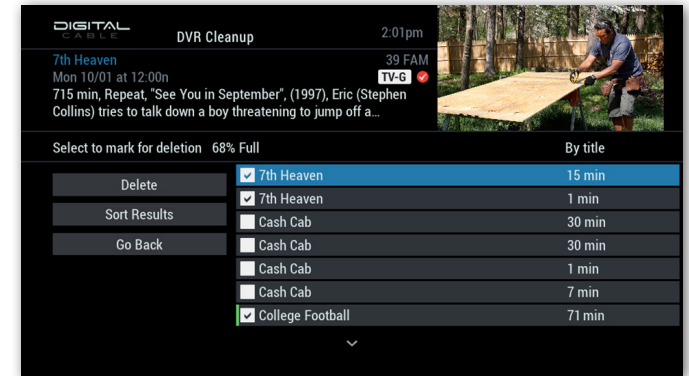 DIGITAL
CABLE
DVR Cleanup
2:01pm
7th Heaven
39 FAM
Mon 10/01 at 12:00n
TV-G
715 min, Repeat, "See You in September", (1997), Eric (Stephen
Collins) tries to talk down a boy threatening to jump off a...
Select to mark for deletion 68% Full
By title
Delete
Sort Results
Go Back
7th Heaven 15 min
7th Heaven 1 min
Cash Cab 30 min
Cash Cab 30 min
Cash Cab 1 min
Cash Cab 7 min
College Football 71 min